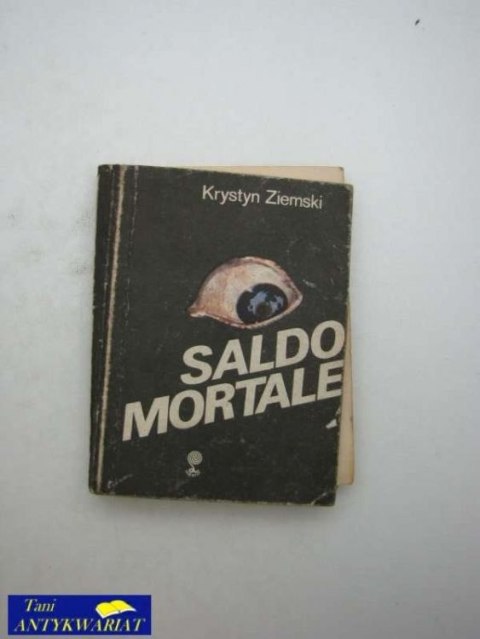 Krystyn Ziemski
SALDO
MORTALE
Tani
ANTYKWARIAT